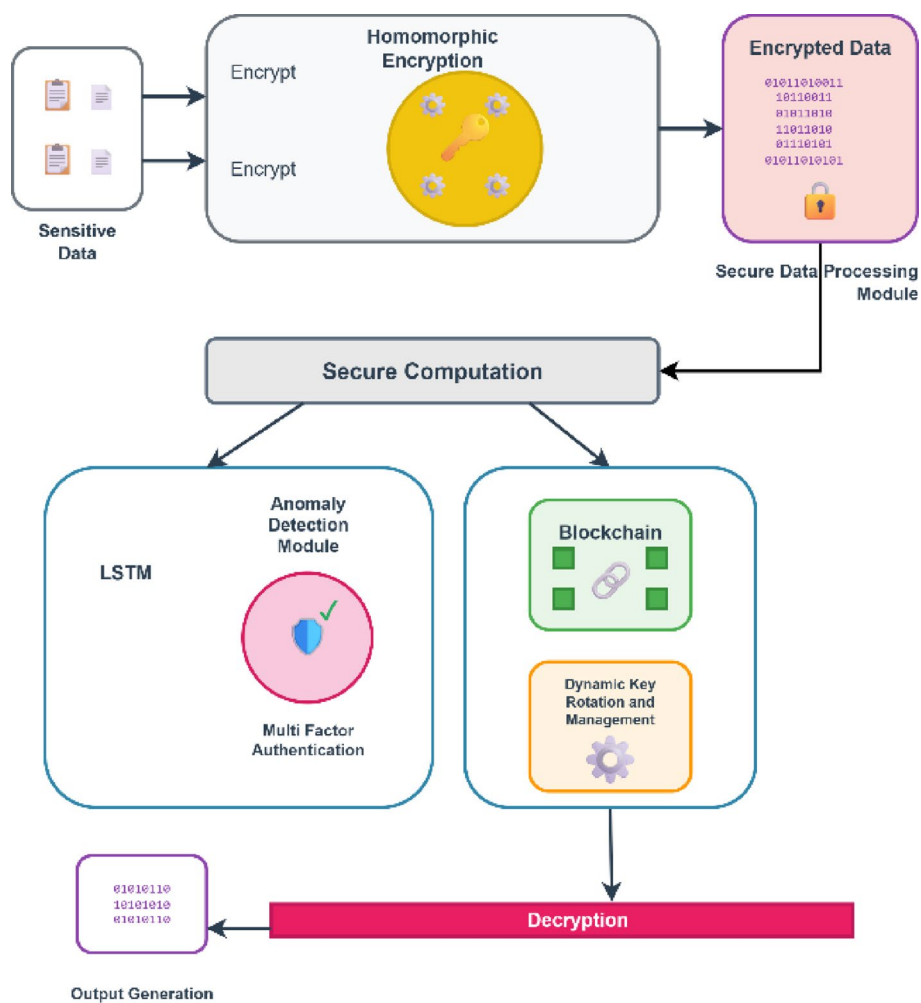 Homomorphic
Encryption
Encrypt
Encrypt
Sensitive
Data
Encrypted Data
01011010011
10110011
01011010
11011010
01110101
01011010101
Secure Data Processing
Module
Secure Computation
Anomaly
Detection
Module
LSTM
Multi Factor
Authentication
Blockchain
Dynamic Key
Rotation and
Management
01010110
10101010
01010110
Decryption
Output Generation